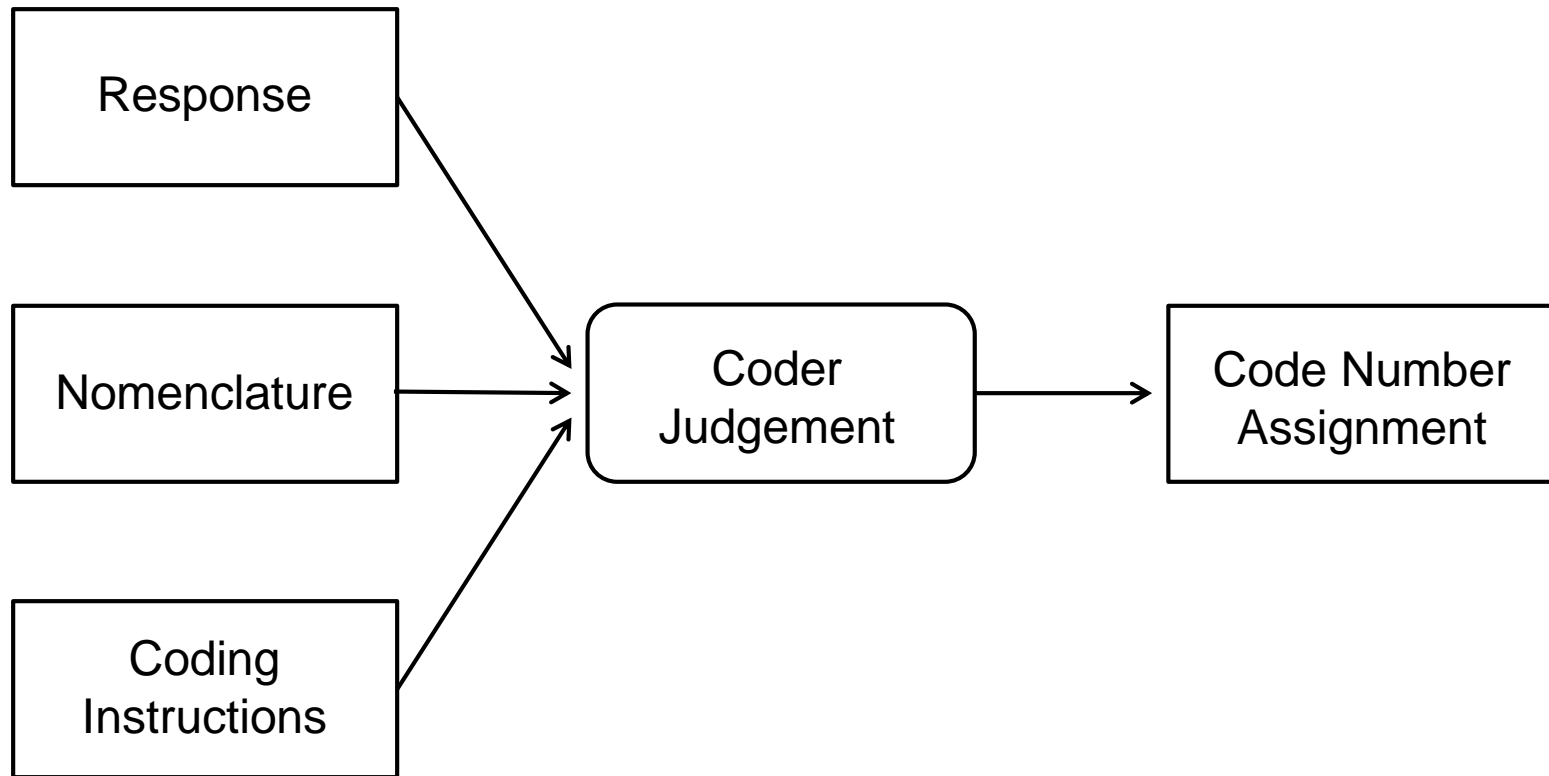 Response
Nomenclature
Coding
Instructions
Coder
Judgement
Code Number
Assignment